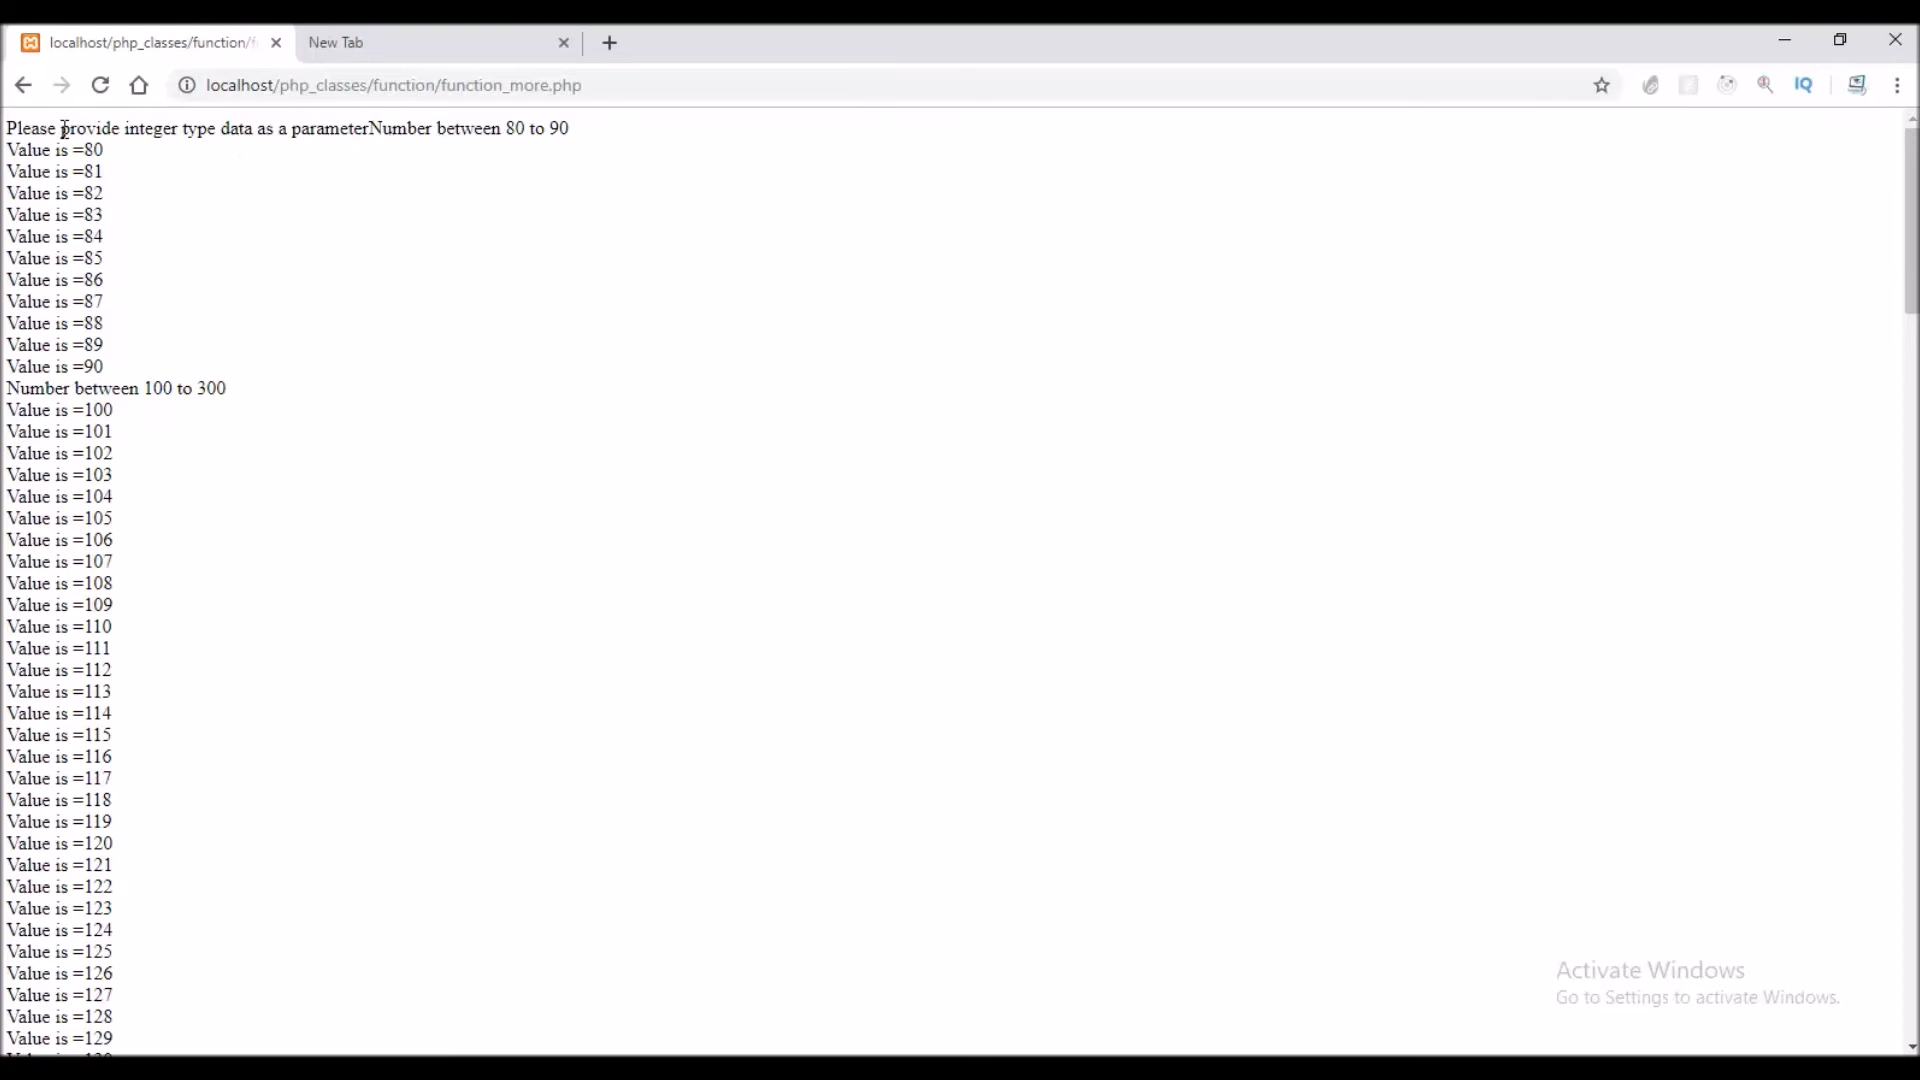 localhost/php_classes/function/f
New Tab
localhost/php_classes/function/function_more.php
IQ
Please provide integer type data as a parameterNumber between 80 to 90
Value is =80
Value is =81
Value is =82
Value is =83
Value is =84
Value is =85
Value is =86
Value is =87
Value is =88
Value is =89
Value is =90
Number between 100 to 300
Value is =100
Value is =101
Value is =102
Value is =103
Value is =104
Value is =105
Value is =106
Value is =107
Value is =108
Value is =109
Value is =110
Value is =111
Value is =112
Value is =113
Value is =114
Value is =115
Value is =116
Value is =117
Value is =118
Value is =119
Value is =120
Value is =121
Value is =122
Value is =123
Value is =124
Value is =125
Value is =126
Value is =127
Value is =128
Value is =129
Activate Windows
Go to Settings to activate Windows.